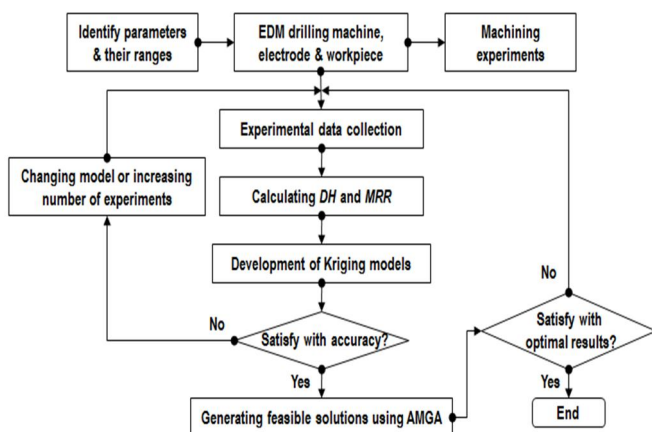 Identify parameters
& their ranges
EDM drilling machine,
electrode & workpiece
Machining
experiments
Experimental data collection
Changing model or increasing
number of experiments
Calculating DH and MRR
Development of Kriging models
No
Satisfy with accuracy?
Yes
Generating feasible solutions using AMGA
No
Satisfy with
optimal results?
Yes
End